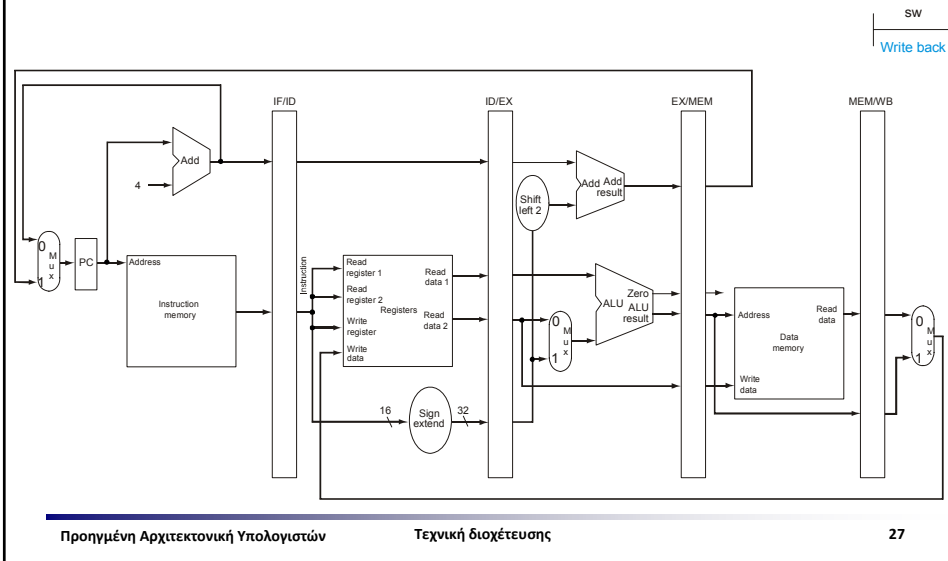 sw
Write back
IF/ID
ID/EX
EX/MEM
MEM/WB
Add
4
Shift
left 2
Add Add
result
0
M
u
x
1
PC
Address
Instruction
memory
Instruction
Read
register 1
Read
register 2
Write
register
Write
data
Registers
Read
data 1
Read
data 2
0
M
u
x
1
Zero
ALU
ALU
result
Address
Read
data
Data
memory
Write
data
0
M
u
x
1
16
Sign
extend
32
Προηγμένη Αρχιτεκτονική Υπολογιστών
Τεχνική διοχέτευσης
27